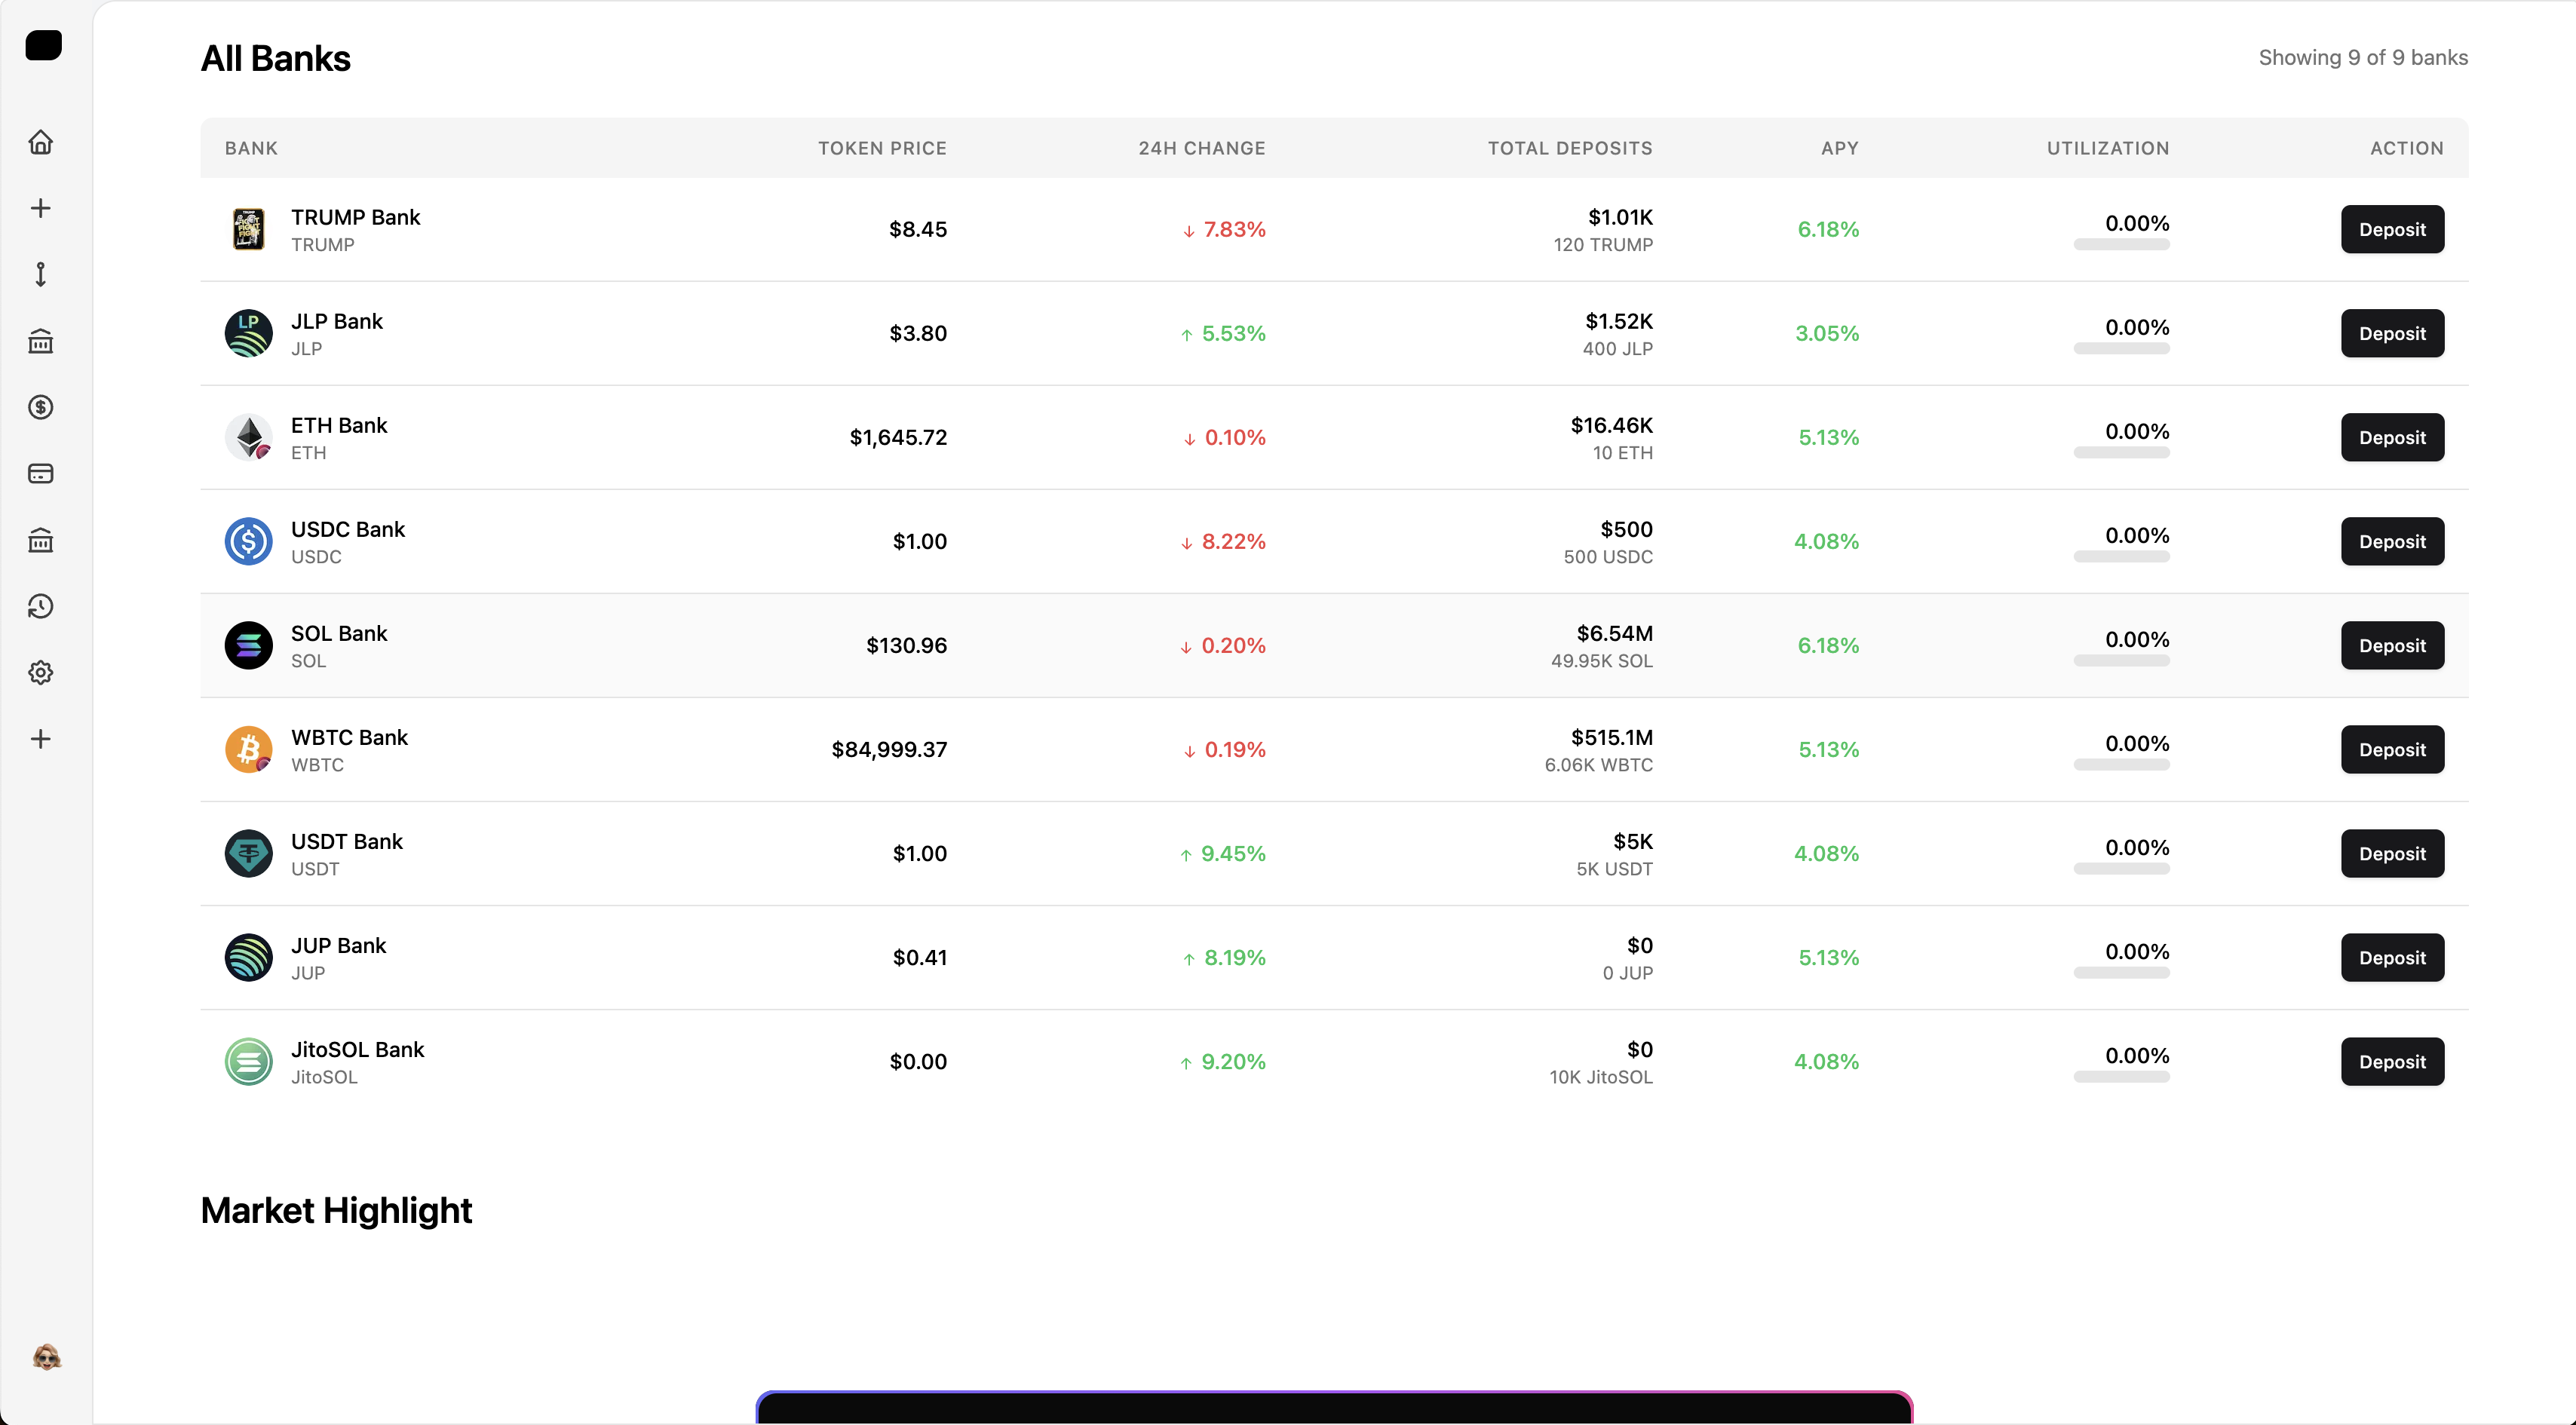 All Banks
Showing 9 of 9 banks
BANK TOKEN PRICE 24H CHANGE TOTAL DEPOSITS APY UTILIZATION ACTION
TRUMP Bank
TRUMP
$8.45
↓ 7.83%
$1.01K
120 TRUMP
6.18%
0.00%
Deposit
LP
JLP Bank
JLP
$3.80
↑ 5.53%
$1.52K
400 JLP
3.05%
0.00%
Deposit
ETH Bank
ETH
$1,645.72
↓ 0.10%
$16.46K
10 ETH
5.13%
0.00%
Deposit
USDC Bank
USDC
$1.00
↓ 8.22%
$500
500 USDC
4.08%
0.00%
Deposit
SOL Bank
SOL
$130.96
↓ 0.20%
$6.54M
49.95K SOL
6.18%
0.00%
Deposit
WBTC Bank
WBTC
$84,999.37
↓ 0.19%
$515.1M
6.06K WBTC
5.13%
0.00%
Deposit
USDT Bank
USDT
$1.00
↑ 9.45%
$5K
5K USDT
4.08%
0.00%
Deposit
JUP Bank
JUP
$0.41
↑ 8.19%
$0
0 JUP
5.13%
0.00%
Deposit
JitoSOL Bank
JitoSOL
$0.00
↑ 9.20%
$0
10K JitoSOL
4.08%
0.00%
Deposit
Market Highlight